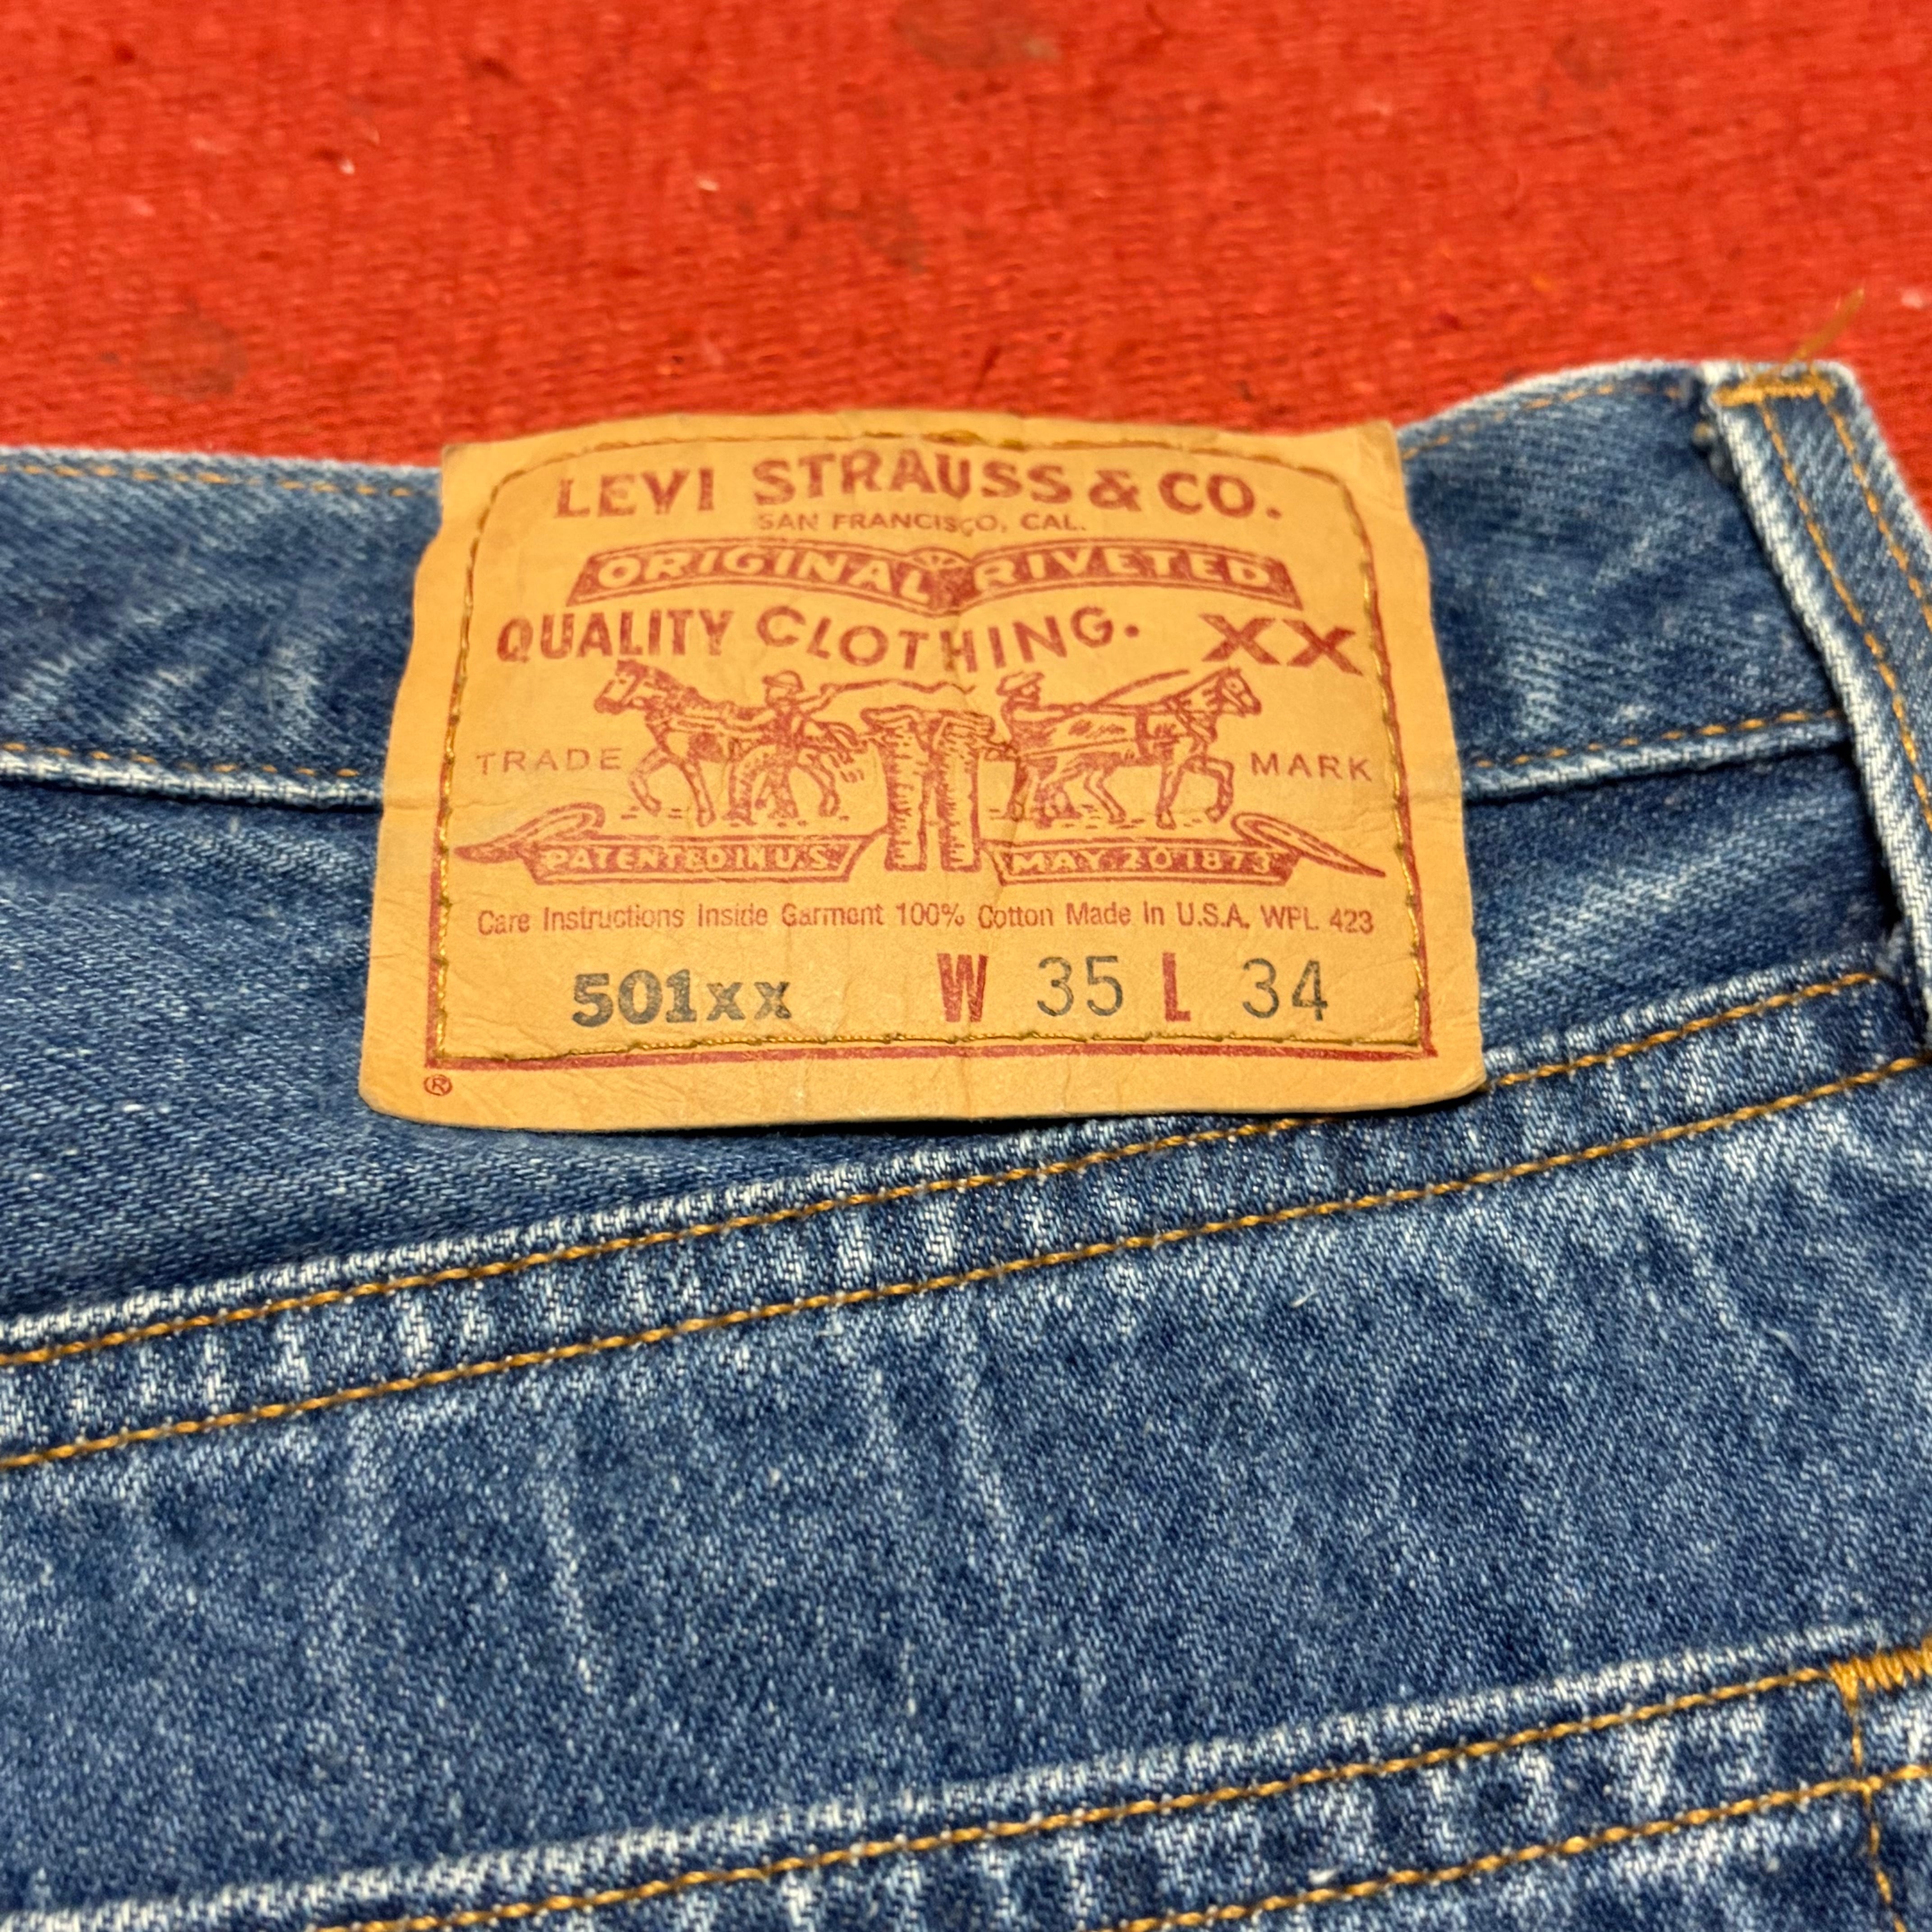 LEVI STRAUSS & CO.
SAN FRANCISCO, CAL.
ORIGINAL RIVETED
QUALITY CLOTHING. XX
TRADE MARK
PATENTED IN U.S. MAY 20 1873
Care Instructions Inside Garment 100% Cotton Made in U.S.A. WPL 423
501xx W 35 L 34
®